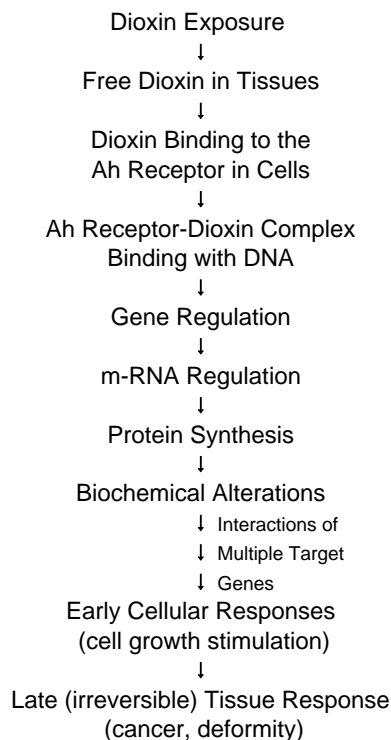 Dioxin Exposure
↓
Free Dioxin in Tissues
↓
Dioxin Binding to the
Ah Receptor in Cells
↓
Ah Receptor-Dioxin Complex
Binding with DNA
↓
Gene Regulation
↓
m-RNA Regulation
↓
Protein Synthesis
↓
Biochemical Alterations
↓ Interactions of
↓ Multiple Target
↓ Genes
Early Cellular Responses
(cell growth stimulation)
↓
Late (irreversible) Tissue Response
(cancer, deformity)